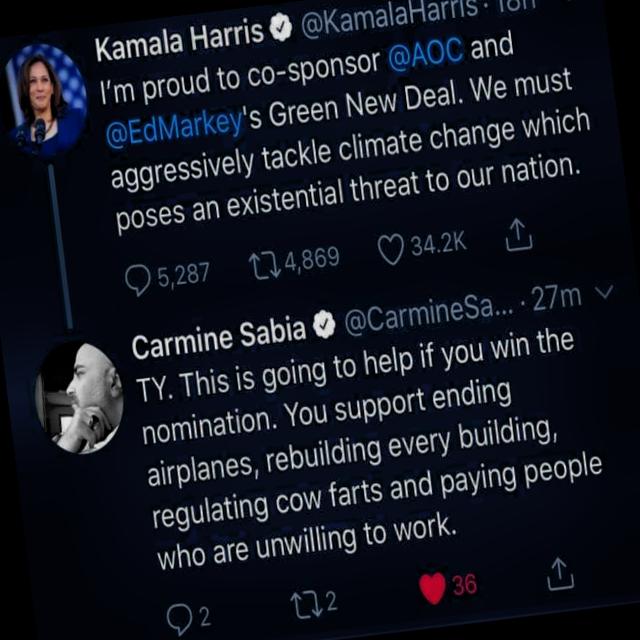 Kamala Harris @KamalaHarris · 18h
I'm proud to co-sponsor @AOC and
@EdMarkey's Green New Deal. We must
aggressively tackle climate change which
poses an existential threat to our nation.
5,287 4,869 34.2K
Carmine Sabia @CarmineSa... · 27m
TY. This is going to help if you win the
nomination. You support ending
airplanes, rebuilding every building,
regulating cow farts and paying people
who are unwilling to work.
2 2 36